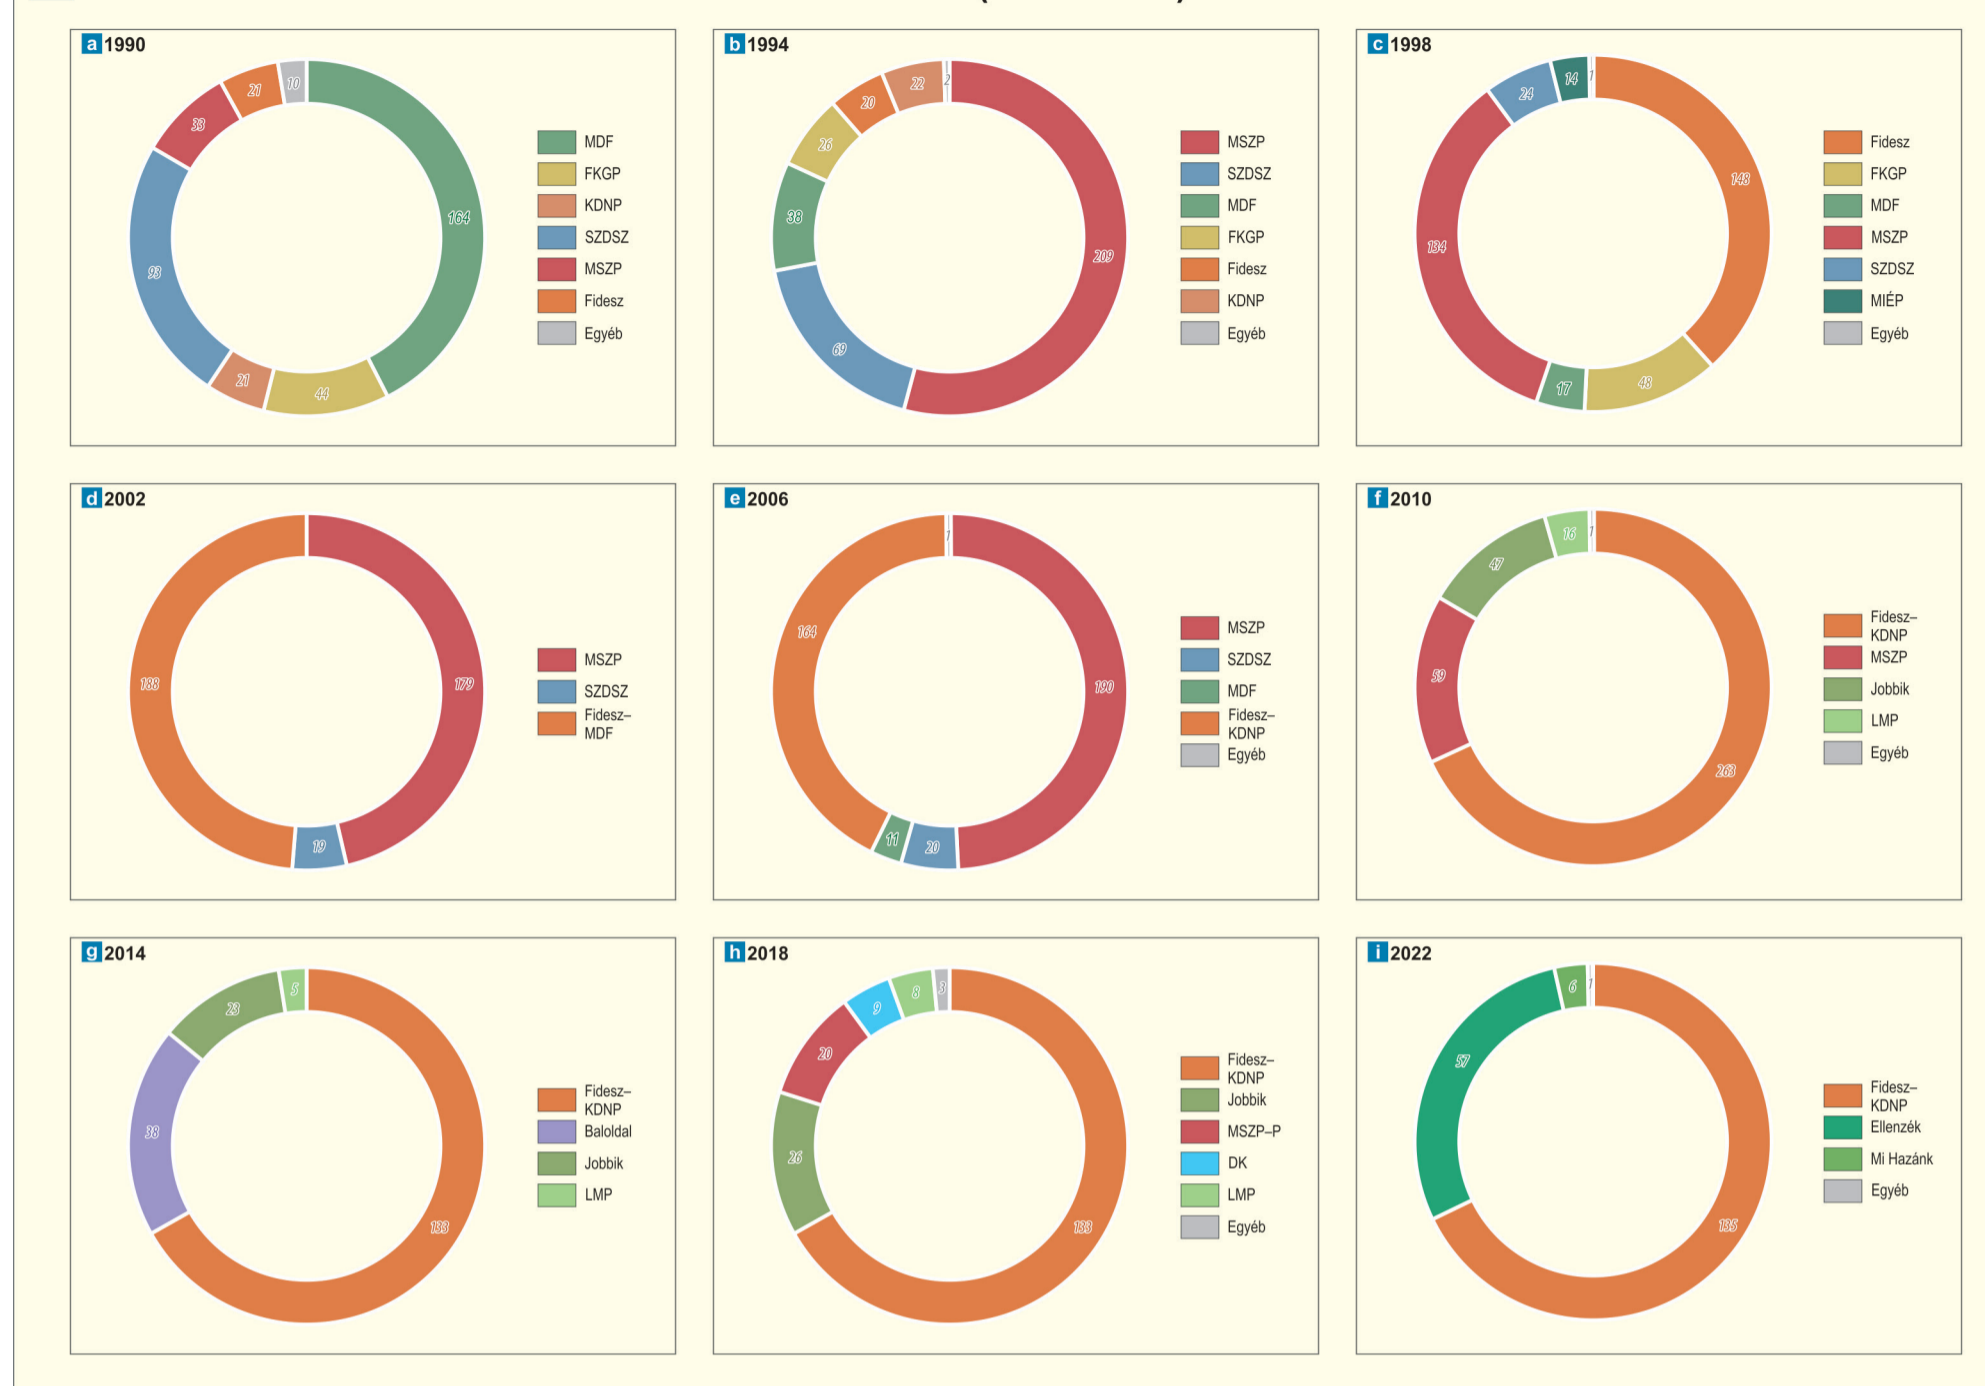 a 1990
10
21
33
93
21
44
164
MDF
FKGP
KDNP
SZDSZ
MSZP
Fidesz
Egyéb
b 1994
2
22
20
26
38
69
209
MSZP
SZDSZ
MDF
FKGP
Fidesz
KDNP
Egyéb
c 1998
1
14
24
134
17
48
148
Fidesz
FKGP
MDF
MSZP
SZDSZ
MIÉP
Egyéb
d 2002
188
19
179
MSZP
SZDSZ
Fidesz–
MDF
e 2006
1
164
11
20
190
MSZP
SZDSZ
MDF
Fidesz–
KDNP
Egyéb
f 2010
1
16
47
59
263
Fidesz–
KDNP
MSZP
Jobbik
LMP
Egyéb
g 2014
5
23
38
133
Fidesz–
KDNP
Baloldal
Jobbik
LMP
h 2018
3
8
9
20
26
133
Fidesz–
KDNP
Jobbik
MSZP–P
DK
LMP
Egyéb
i 2022
1
6
57
135
Fidesz–
KDNP
Ellenzék
Mi Hazánk
Egyéb